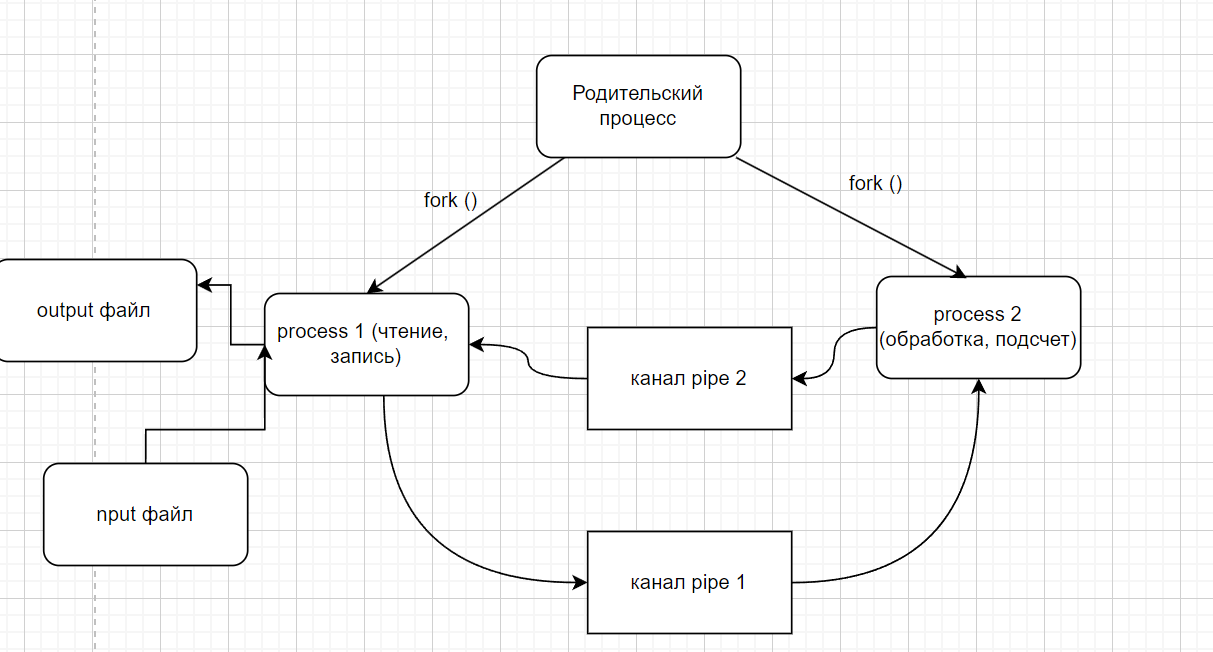 Родительский
процесс
fork ()
fork ()
output файл
process 1 (чтение,
запись)
process 2
(обработка, подсчет)
канал pipe 2
nput файл
канал pipe 1